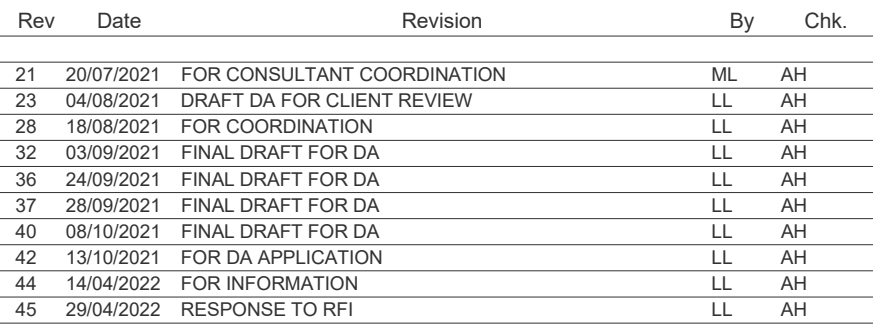 Rev Date Revision By Chk.
21 20/07/2021 FOR CONSULTANT COORDINATION ML AH
23 04/08/2021 DRAFT DA FOR CLIENT REVIEW LL AH
28 18/08/2021 FOR COORDINATION LL AH
32 03/09/2021 FINAL DRAFT FOR DA LL AH
36 24/09/2021 FINAL DRAFT FOR DA LL AH
37 28/09/2021 FINAL DRAFT FOR DA LL AH
40 08/10/2021 FINAL DRAFT FOR DA LL AH
42 13/10/2021 FOR DA APPLICATION LL AH
44 14/04/2022 FOR INFORMATION LL AH
45 29/04/2022 RESPONSE TO RFI LL AH